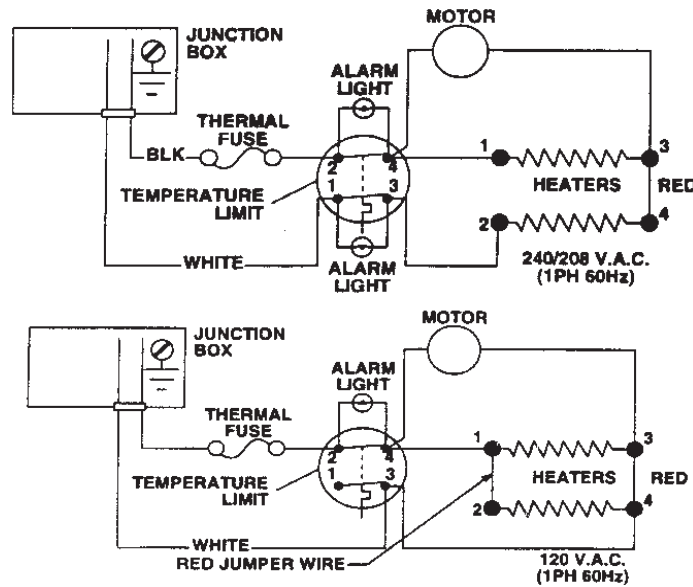 JUNCTION
BOX
MOTOR
ALARM
LIGHT
THERMAL
FUSE
BLK
2
4
1
3
1
3
HEATERS
RED
2
4
TEMPERATURE
LIMIT
WHITE
ALARM
LIGHT
240/208 V.A.C.
(1PH 60Hz)
JUNCTION
BOX
MOTOR
ALARM
LIGHT
THERMAL
FUSE
2
4
1
3
1
3
HEATERS
RED
2
4
TEMPERATURE
LIMIT
WHITE
RED JUMPER WIRE
120 V.A.C.
(1PH 60Hz)